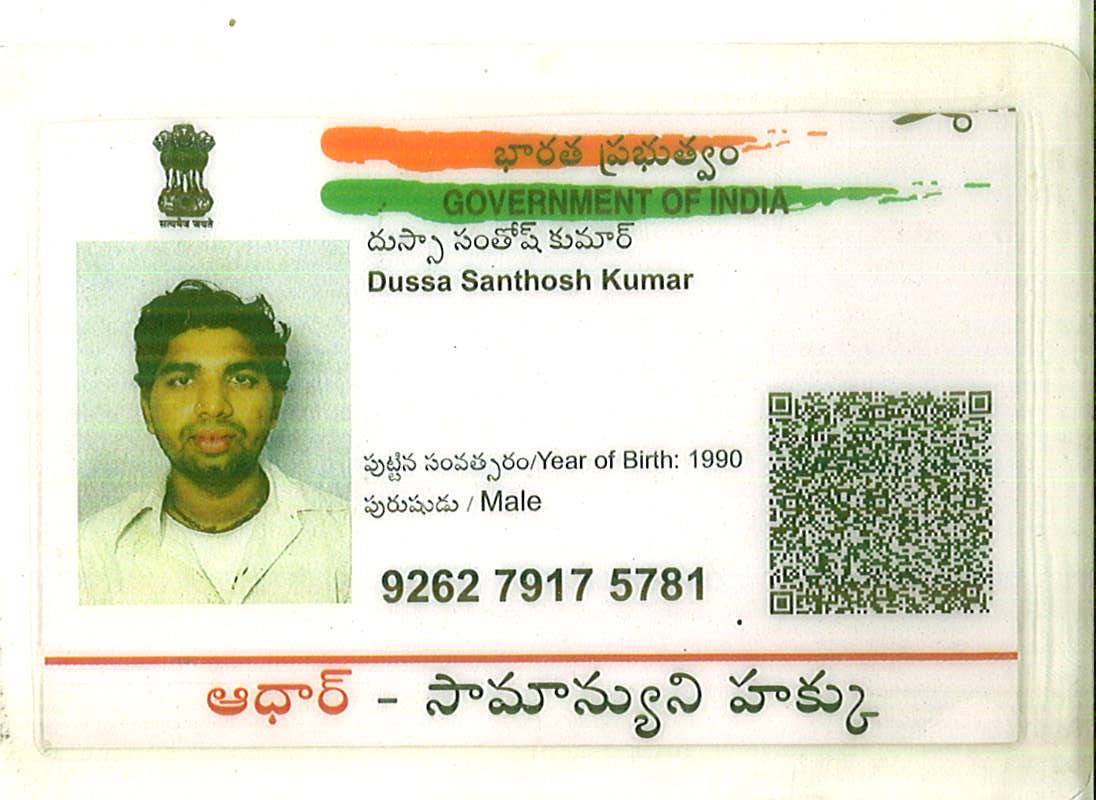 భారత ప్రభుత్వం
GOVERNMENT OF INDIA
सत्यमेव जयते
దుస్సా సంతోష్ కుమార్
Dussa Santhosh Kumar
పుట్టిన సంవత్సరం/Year of Birth: 1990
పురుషుడు / Male
9262 7917 5781
ఆధార్ - సామాన్యుని హక్కు